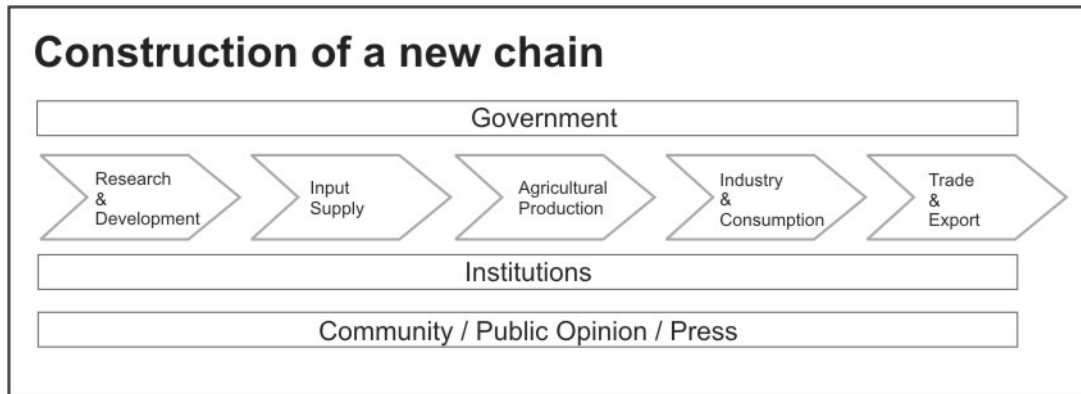 Construction of a new chain
Government
Research
&
Development
Input
Supply
Agricultural
Production
Industry
&
Consumption
Trade
&
Export
Institutions
Community / Public Opinion / Press